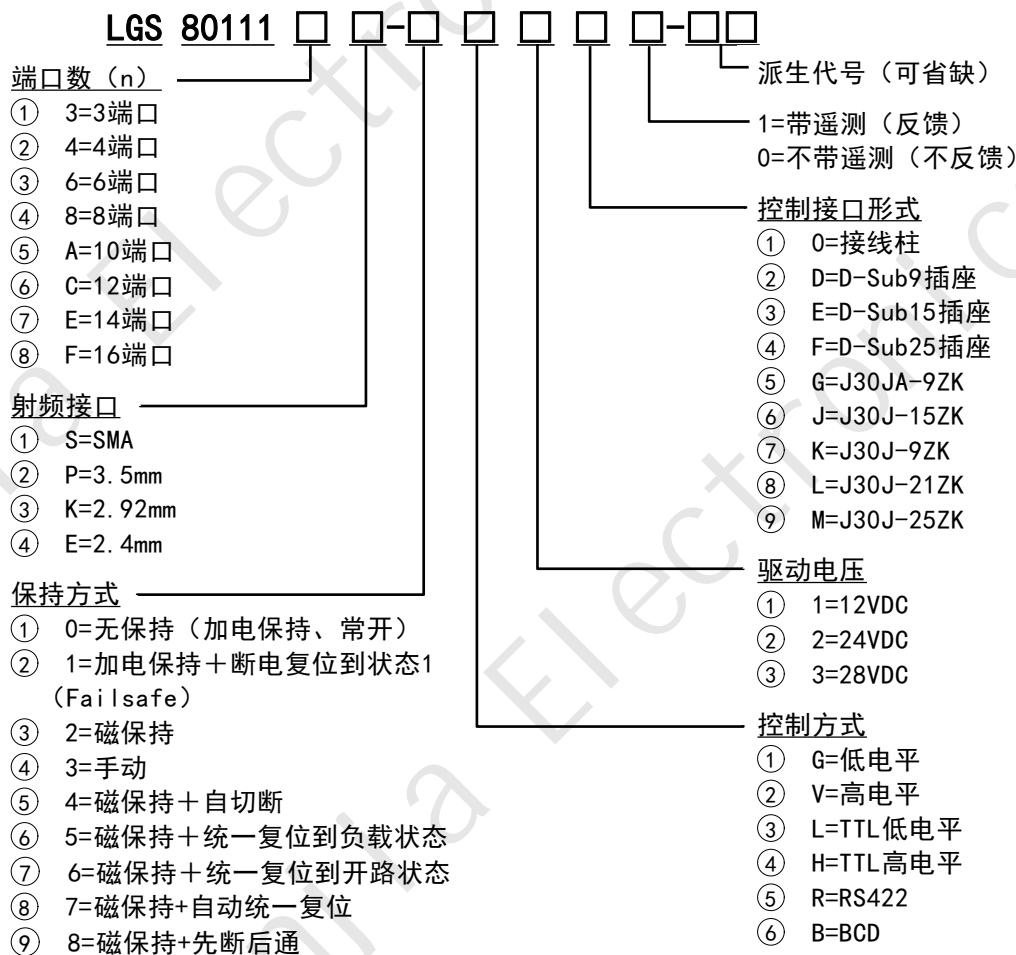 LGS 80111 □ □-□ □ □ □ □-□□
端口数（n）
① 3=3端口
② 4=4端口
③ 6=6端口
④ 8=8端口
⑤ A=10端口
⑥ C=12端口
⑦ E=14端口
⑧ F=16端口
射频接口
① S=SMA
② P=3.5mm
③ K=2.92mm
④ E=2.4mm
保持方式
① 0=无保持（加电保持、常开）
② 1=加电保持＋断电复位到状态1
（Failsafe）
③ 2=磁保持
④ 3=手动
⑤ 4=磁保持＋自切断
⑥ 5=磁保持＋统一复位到负载状态
⑦ 6=磁保持＋统一复位到开路状态
⑧ 7=磁保持+自动统一复位
⑨ 8=磁保持+先断后通
派生代号（可省缺）
1=带遥测（反馈）
0=不带遥测（不反馈）
控制接口形式
① 0=接线柱
② D=D-Sub9插座
③ E=D-Sub15插座
④ F=D-Sub25插座
⑤ G=J30JA-9ZK
⑥ J=J30J-15ZK
⑦ K=J30J-9ZK
⑧ L=J30J-21ZK
⑨ M=J30J-25ZK
驱动电压
① 1=12VDC
② 2=24VDC
③ 3=28VDC
控制方式
① G=低电平
② V=高电平
③ L=TTL低电平
④ H=TTL高电平
⑤ R=RS422
⑥ B=BCD